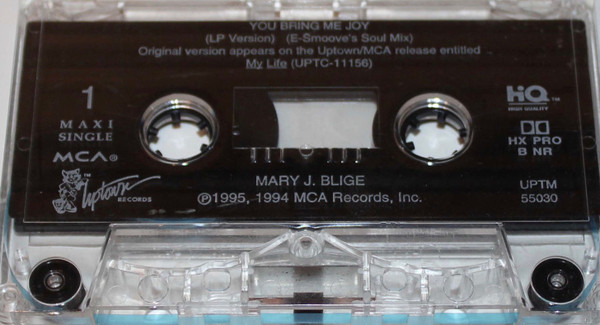 YOU BRING ME JOY
(LP Version) (E-Smoove's Soul Mix)
Original version appears on the Uptown/MCA release entitled
My Life (UPTC-11156)
1
MAXI
SINGLE
MCA®
Uptown™
RECORDS
HiQ™
HIGH QUALITY
HX PRO
B NR
MARY J. BLIGE
℗1995, 1994 MCA Records, Inc.
UPTM
55030